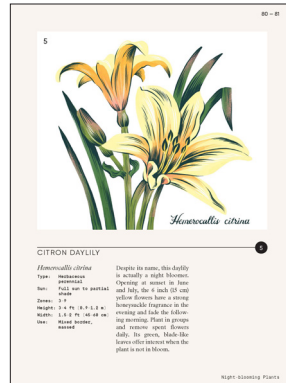 80 — 81
5
Hemerocallis citrina
CITRON DAYLILY
5
Hemerocallis citrina
Type: Herbaceous
perennial
Sun: Full sun to partial
shade
Zones: 3-9
Height: 3-4 ft (0.9-1.2 m)
Width: 1.5-2 ft (45-60 cm)
Use: Mixed border,
massed
Despite its name, this daylily
is actually a night bloomer.
Opening at sunset in June
and July, the 6 inch (15 cm)
yellow flowers have a strong
honeysuckle fragrance in the
evening and fade the follow-
ing morning. Plant in groups
and remove spent flowers
daily. Its green, blade-like
leaves offer interest when the
plant is not in bloom.
Night-blooming Plants